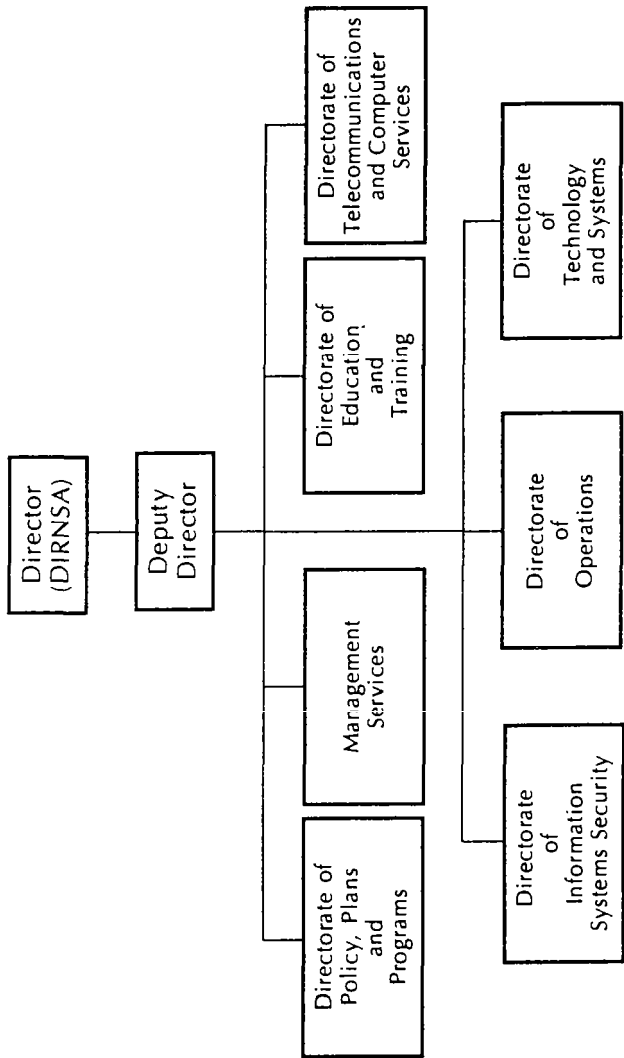 Director
(DIRNSA)
Deputy
Director
Directorate of
Policy, Plans
and
Programs
Management
Services
Directorate of
Education
and
Training
Directorate of
Telecommunications
and Computer
Services
Directorate
of
Information
Systems Security
Directorate
of
Operations
Directorate
of
Technology
and Systems